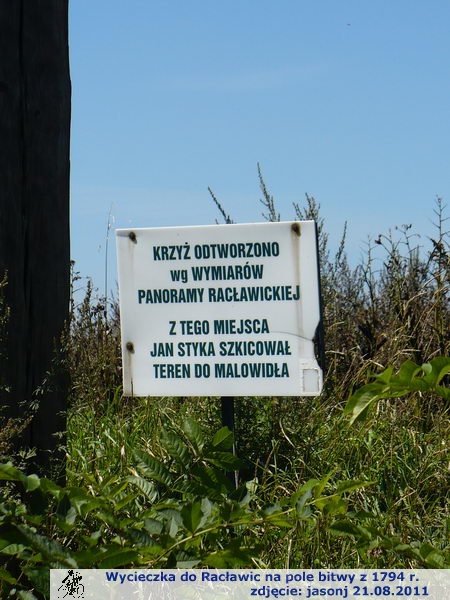 KRZYŻ ODTWORZONO
wg WYMIARÓW
PANORAMY RACŁAWICKIEJ
Z TEGO MIEJSCA
JAN STYKA SZKICOWAŁ
TEREN DO MALOWIDŁA
Wycieczka do Racławic na pole bitwy z 1794 r.
zdjęcie: jasonj 21.08.2011